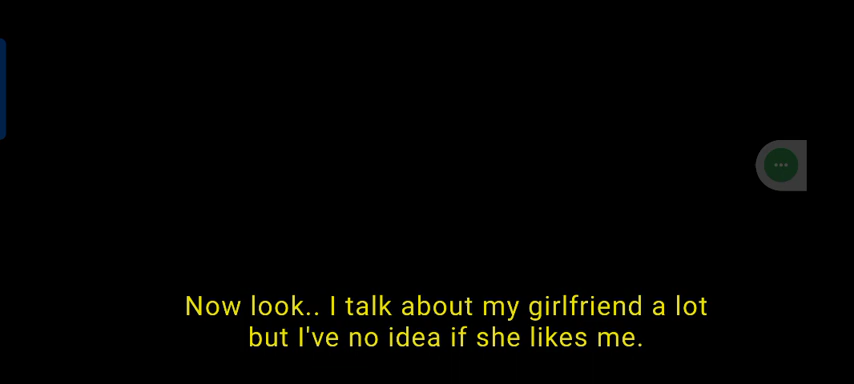 Now look.. I talk about my girlfriend a lot
but I've no idea if she likes me.